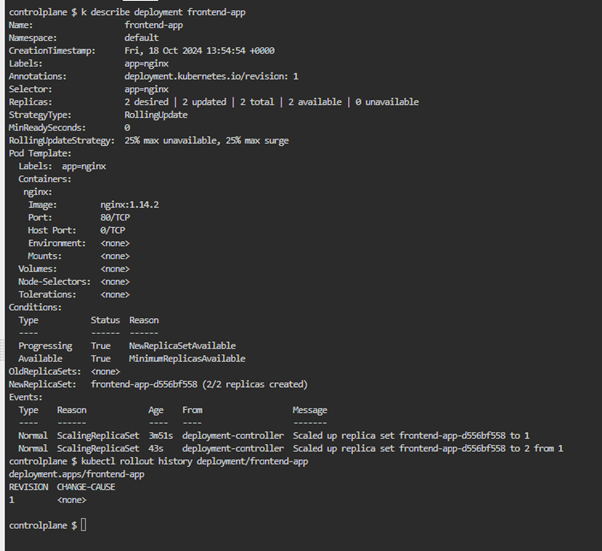 controlplane $ k describe deployment frontend-app
Name:                   frontend-app
Namespace:              default
CreationTimestamp:      Fri, 18 Oct 2024 13:54:54 +0000
Labels:                 app=nginx
Annotations:            deployment.kubernetes.io/revision: 1
Selector:               app=nginx
Replicas:               2 desired | 2 updated | 2 total | 2 available | 0 unavailable
StrategyType:           RollingUpdate
MinReadySeconds:        0
RollingUpdateStrategy:  25% max unavailable, 25% max surge
Pod Template:
  Labels:  app=nginx
  Containers:
   nginx:
    Image:         nginx:1.14.2
    Port:          80/TCP
    Host Port:     0/TCP
    Environment:   <none>
    Mounts:        <none>
  Volumes:         <none>
  Node-Selectors:  <none>
  Tolerations:     <none>
Conditions:
  Type           Status  Reason
  ----           ------  ------
  Progressing    True    NewReplicaSetAvailable
  Available      True    MinimumReplicasAvailable
OldReplicaSets:  <none>
NewReplicaSet:   frontend-app-d556bf558 (2/2 replicas created)
Events:
  Type    Reason             Age    From                   Message
  ----    ------             ----   ----                   -------
  Normal  ScalingReplicaSet  3m51s  deployment-controller  Scaled up replica set frontend-app-d556bf558 to 1
  Normal  ScalingReplicaSet  43s    deployment-controller  Scaled up replica set frontend-app-d556bf558 to 2 from 1
controlplane $ kubectl rollout history deployment/frontend-app
deployment.apps/frontend-app
REVISION  CHANGE-CAUSE
1         <none>

controlplane $